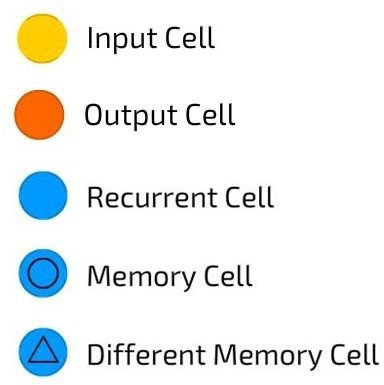 Input Cell
Output Cell
Recurrent Cell
Memory Cell
Different Memory Cell